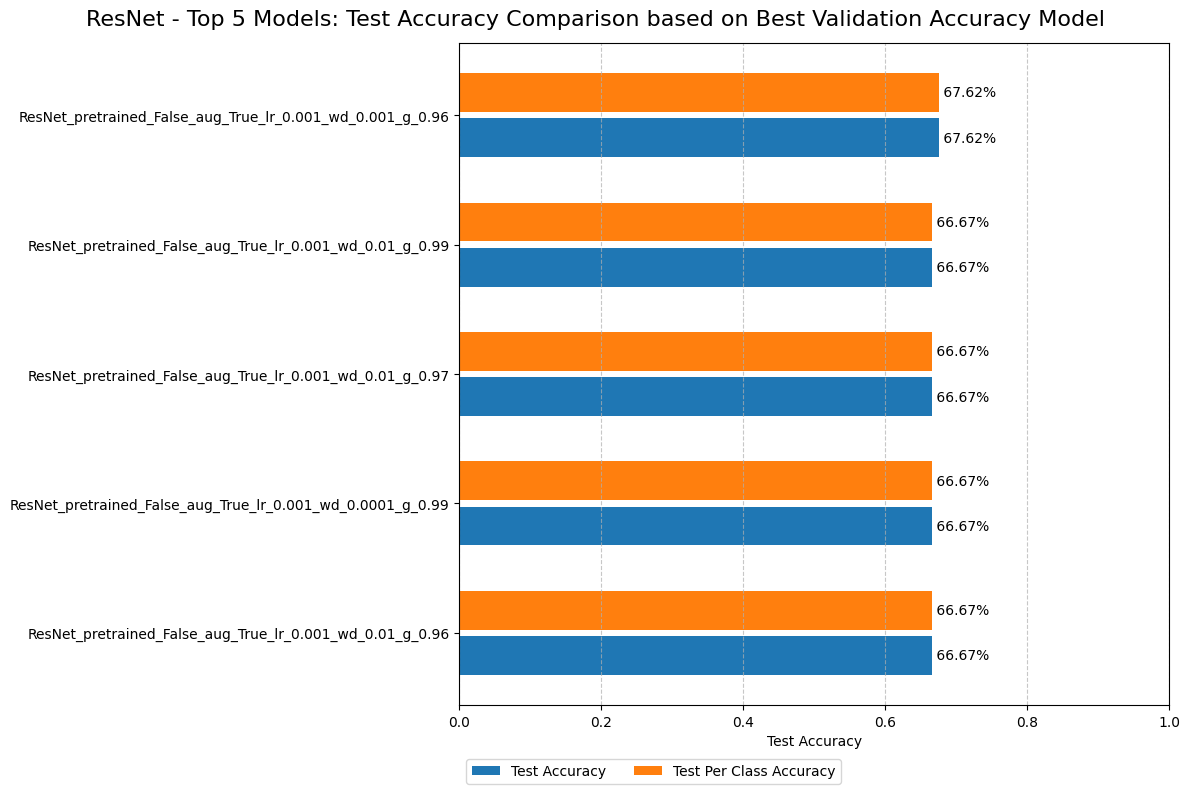 ResNet - Top 5 Models: Test Accuracy Comparison based on Best Validation Accuracy Model
ResNet_pretrained_False_aug_True_lr_0.001_wd_0.001_g_0.96
67.62%
67.62%
ResNet_pretrained_False_aug_True_lr_0.001_wd_0.01_g_0.99
66.67%
66.67%
ResNet_pretrained_False_aug_True_lr_0.001_wd_0.01_g_0.97
66.67%
66.67%
ResNet_pretrained_False_aug_True_lr_0.001_wd_0.0001_g_0.99
66.67%
66.67%
ResNet_pretrained_False_aug_True_lr_0.001_wd_0.01_g_0.96
66.67%
66.67%
0.0 0.2 0.4 0.6 0.8 1.0
Test Accuracy
Test Accuracy Test Per Class Accuracy